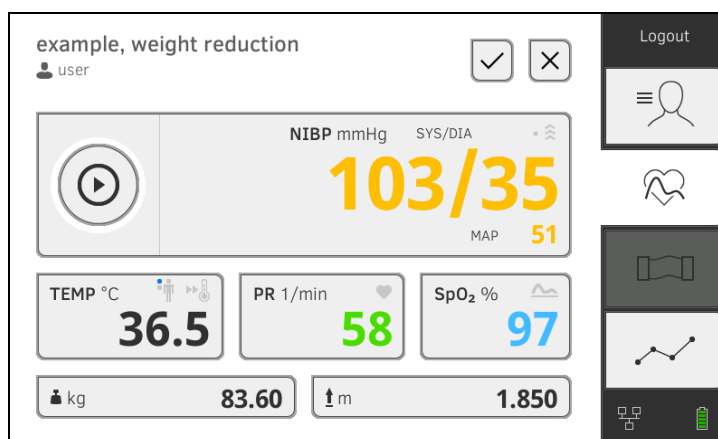 example, weight reduction
user
Logout
NIBP mmHg SYS/DIA
103/35
MAP 51
TEMP °C
36.5
PR 1/min
58
SpO₂ %
97
kg 83.60
m 1.850